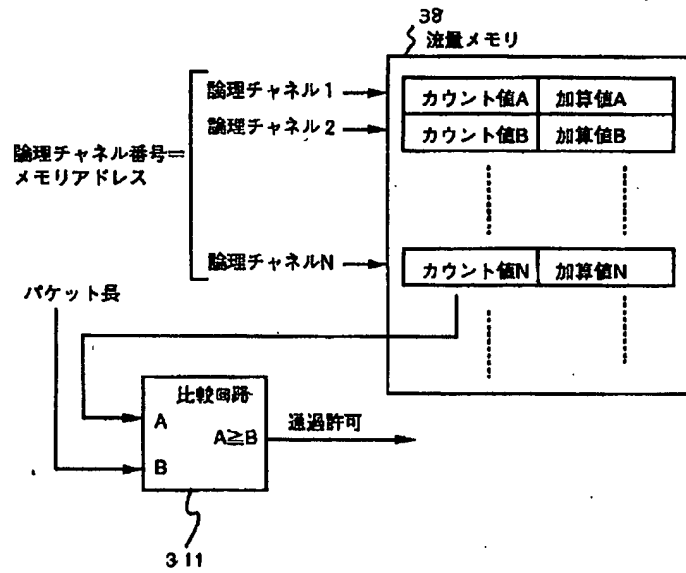 38
流量メモリ
論理チャネル1
カウント値A 加算値A
論理チャネル2
カウント値B 加算値B
論理チャネル番号=
メモリアドレス
論理チャネルN
カウント値N 加算値N
パケット長
比較回路
A
A≧B
通過許可
B
311